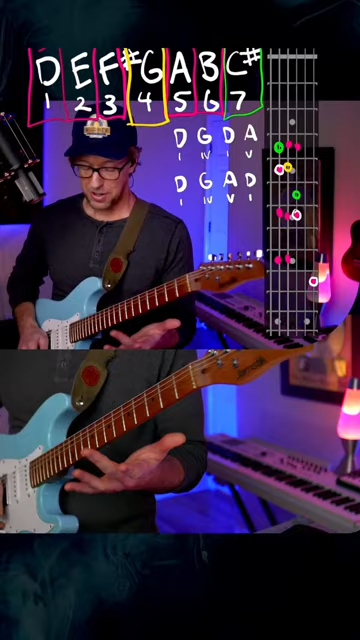 D E F# G A B C#
1 2 3 4 5 6 7
D G D A
I IV I V
D G A D
I IV V I